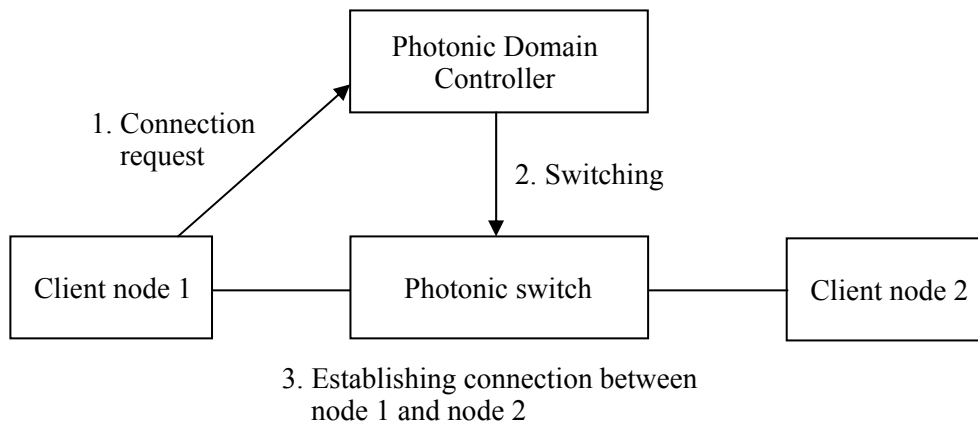 Photonic Domain
Controller
1. Connection
request
2. Switching
Client node 1
Photonic switch
Client node 2
3. Establishing connection between
node 1 and node 2